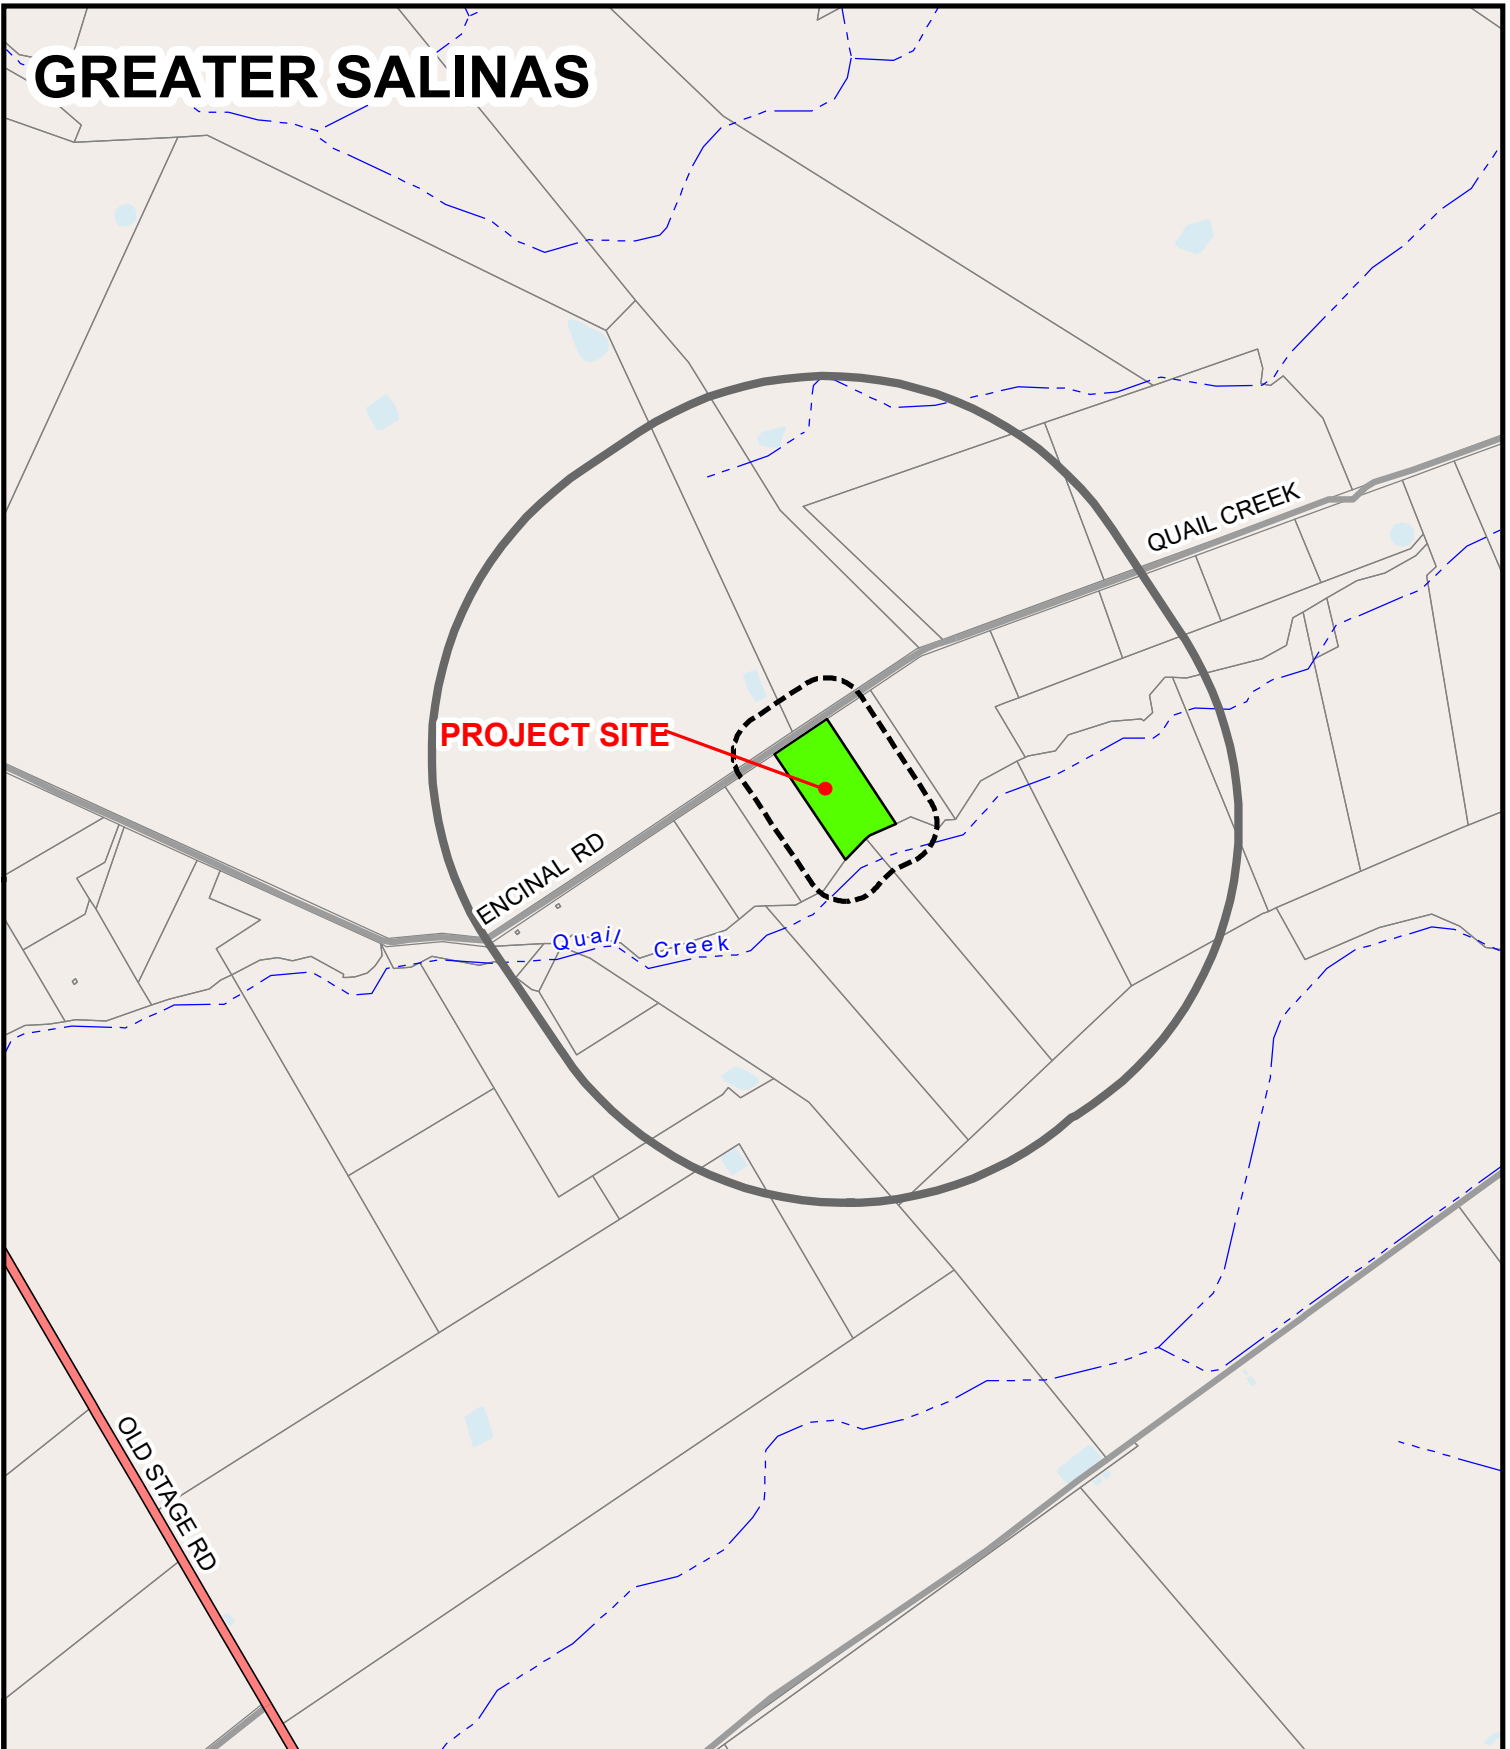 GREATER SALINAS
QUAIL CREEK
PROJECT SITE
ENCINAL RD
Quail Creek
OLD STAGE RD